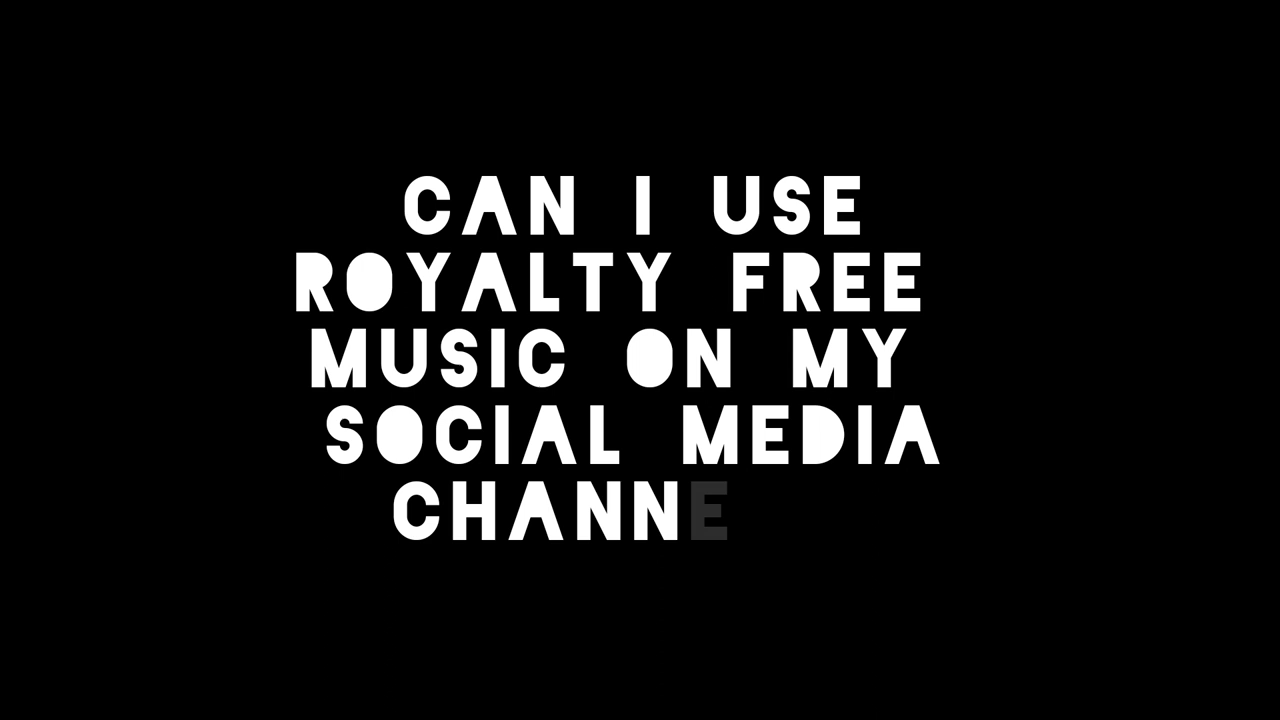 CAN I USE
ROYALTY FREE
MUSIC ON MY
SOCIAL MEDIA
CHANNE